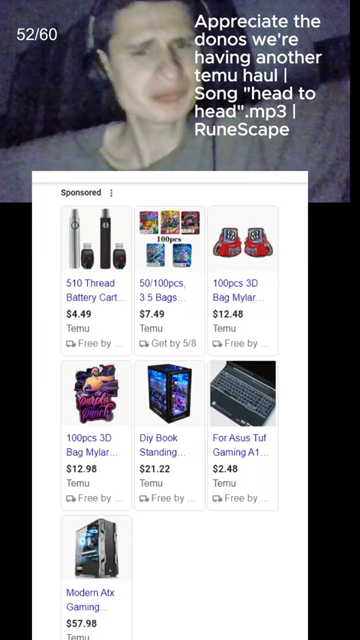 52/60
Appreciate the
donos we're
having another
temu haul |
Song "head to
head".mp3 |
RuneScape
Sponsored
100pcs
510 Thread
Battery Cart...
$4.49
Temu
Free by ...
50/100pcs,
3.5 Bags...
$7.49
Temu
Get by 5/8
100pcs 3D
Bag Mylar...
$12.48
Temu
Free by ...
Purple
Punch
100pcs 3D
Bag Mylar...
$12.98
Temu
Free by ...
Diy Book
Standing...
$21.22
Temu
Free by ...
For Asus Tuf
Gaming A1...
$2.48
Temu
Free by ...
Modern Atx
Gaming...
$57.98
Temu